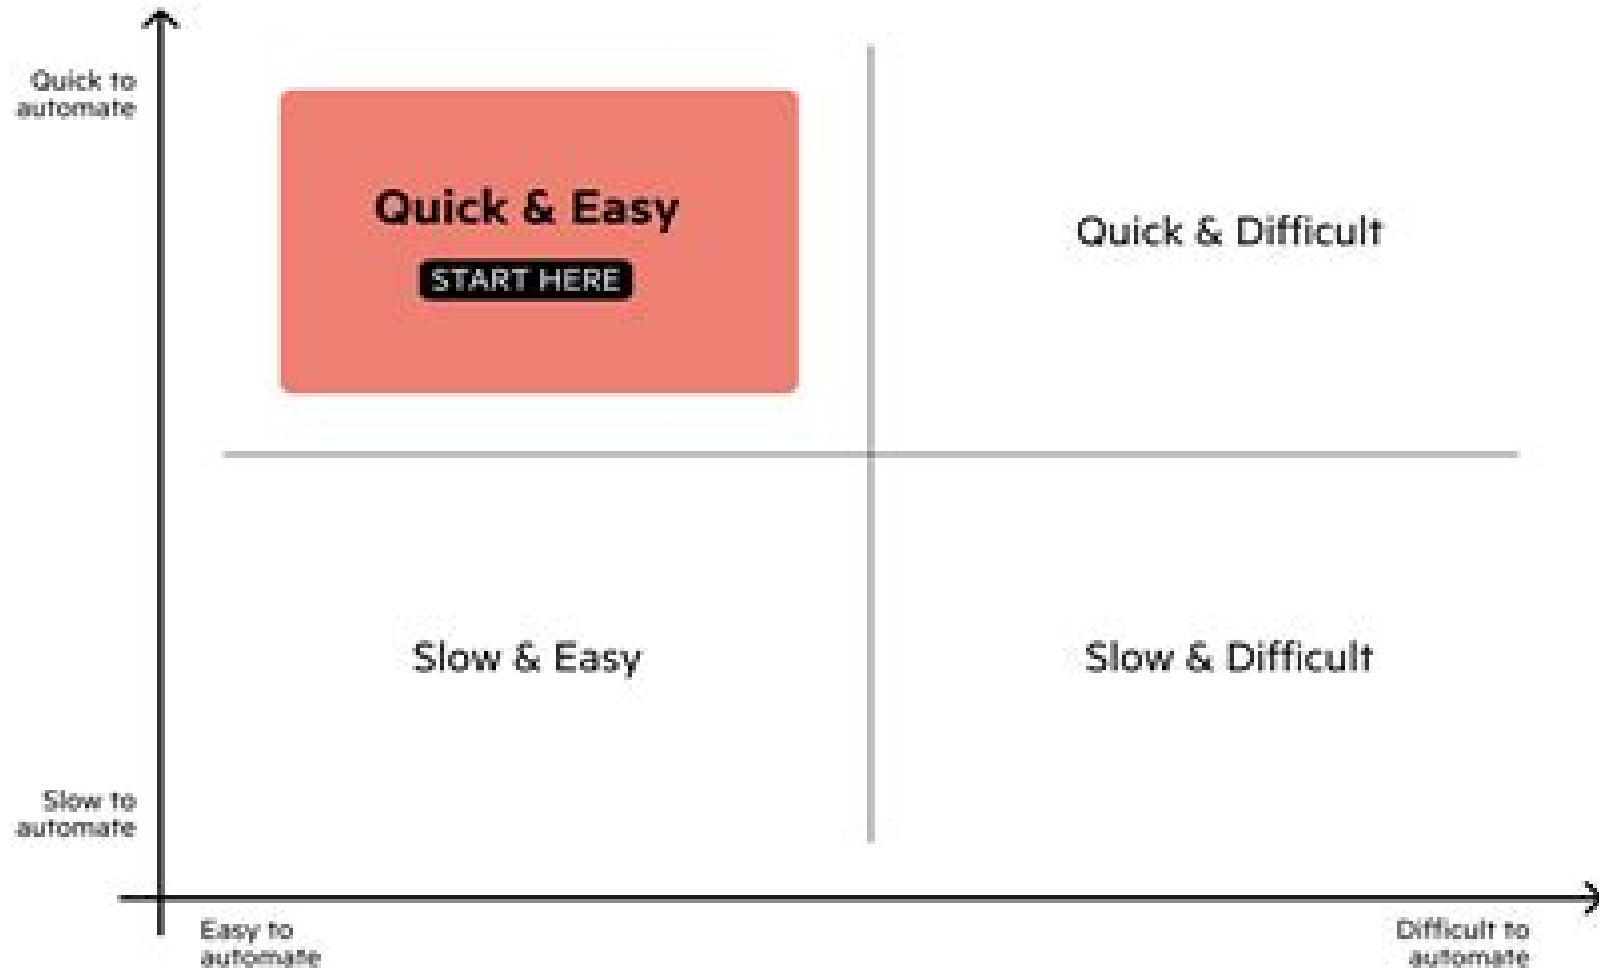 Quick to
automate
Quick & Easy
START HERE
Quick & Difficult
Slow & Easy
Slow & Difficult
Slow to
automate
Easy to
automate
Difficult to
automate